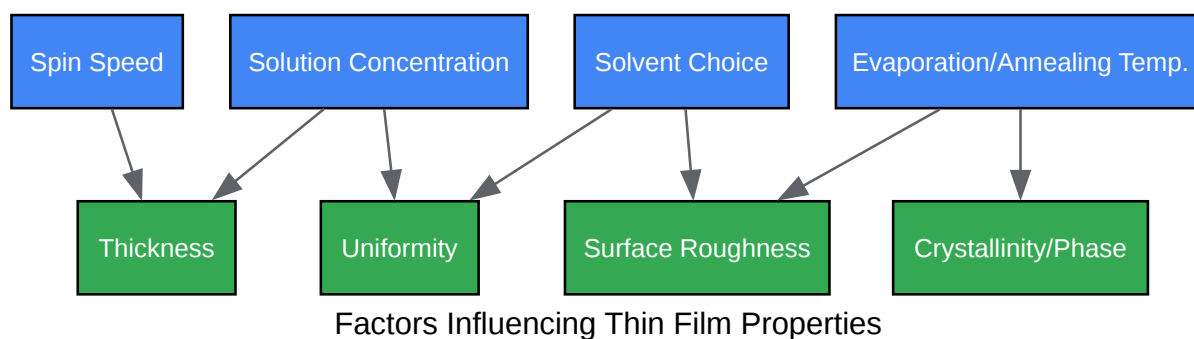 Spin Speed
Solution Concentration
Solvent Choice
Evaporation/Annealing Temp.
Thickness
Uniformity
Surface Roughness
Crystallinity/Phase
Factors Influencing Thin Film Properties